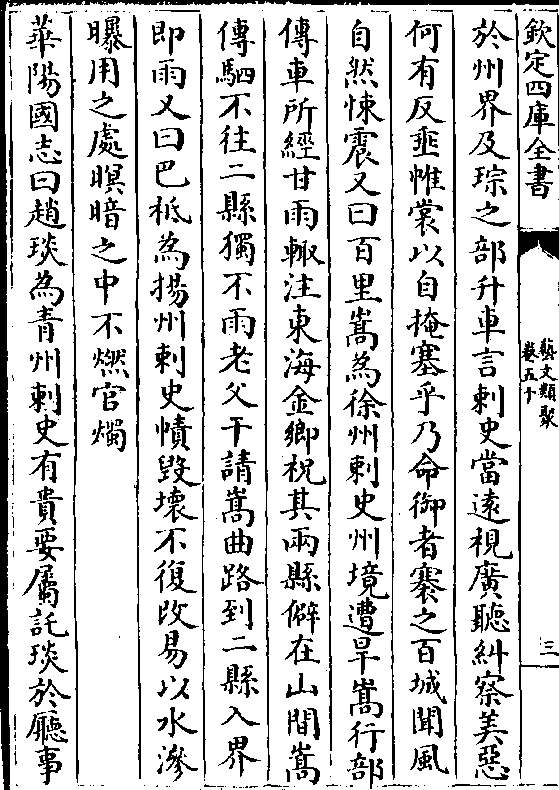 欽定四庫全書
藝文類聚
卷五十
三
於州界及琮之部升車言刺史當遠視廣聽糾察美惡
何有反垂帷裳以自掩塞乎乃命御者褰之百城聞風
自然悚震又曰百里嵩為徐州刺史州境遭旱嵩行部
傳車所經甘雨輙注東海金鄉祝其兩縣僻在山間嵩
傳駟不往二縣獨不雨老父干請嵩曲路到二縣入界
即雨又曰巴秪為揚州刺史幘毀壊不復改易以水滲
曝用之處暝暗之中不燃官燭
華陽國志曰趙琰為青州刺史有貴要屬託琰於廳事